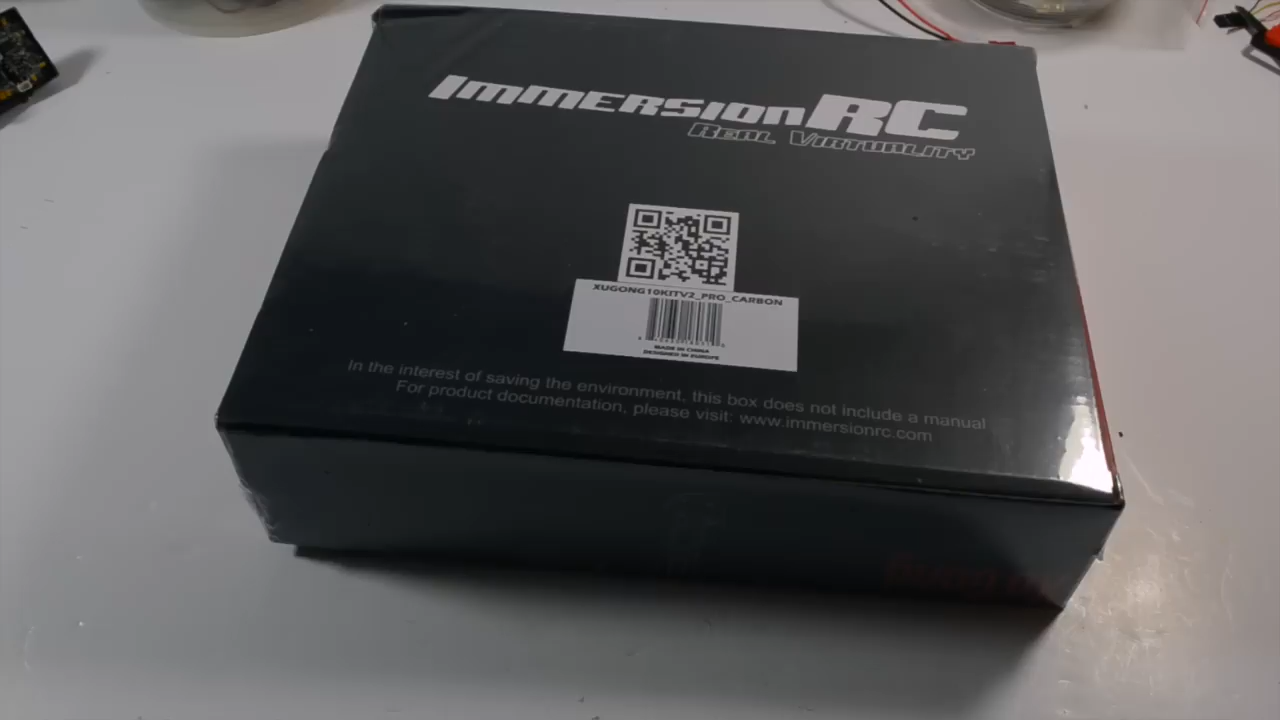 ImmersionRC
Real Virtuality
XUGONG10KITV2_PRO_CARBON
MADE IN CHINA
DESIGNED IN EUROPE
In the interest of saving the environment, this box does not include a manual
For product documentation, please visit: www.immersionrc.com